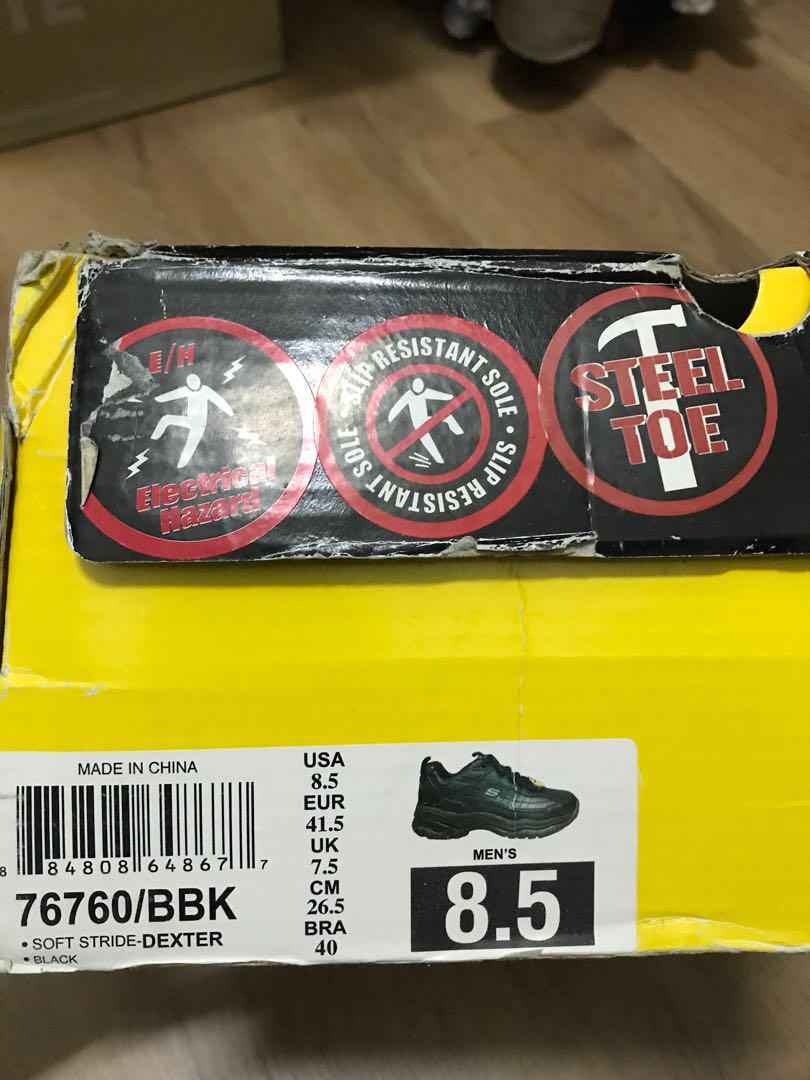 E/H
Electrical
Hazard
SLIP RESISTANT SOLE • SLIP RESISTANT SOLE •
STEEL
TOE
MADE IN CHINA
8 84808 64867 7
76760/BBK
• SOFT STRIDE-DEXTER
• BLACK
USA
8.5
EUR
41.5
UK
7.5
CM
26.5
BRA
40
S
MEN'S
8.5